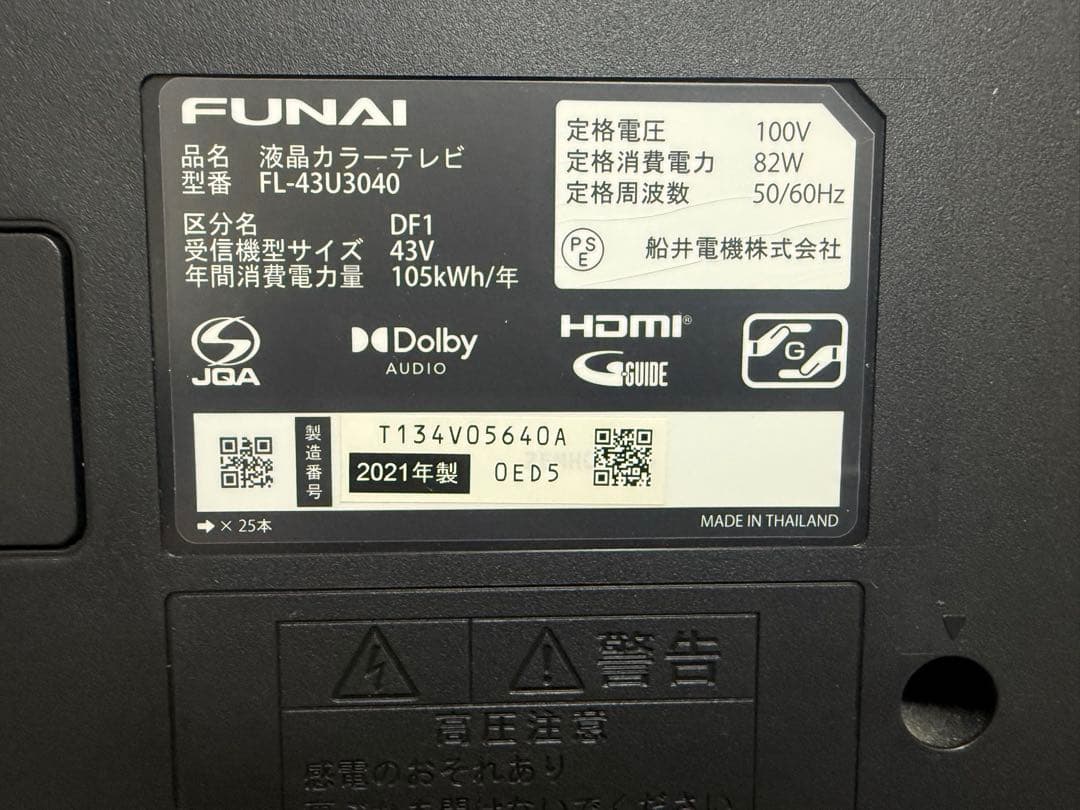 FUNAI
品名 液晶カラーテレビ
型番 FL-43U3040
区分名 DF1
受信機型サイズ 43V
年間消費電力量 105kWh/年
定格電圧 100V
定格消費電力 82W
定格周波数 50/60Hz
PSE 船井電機株式会社
JQA
Dolby
AUDIO
HDMI®
G-GUIDE
G
製造番号
T134V05640A
2021年製 0ED5
➡ × 25本
MADE IN THAILAND
警告
高圧注意
感電のおそれあり